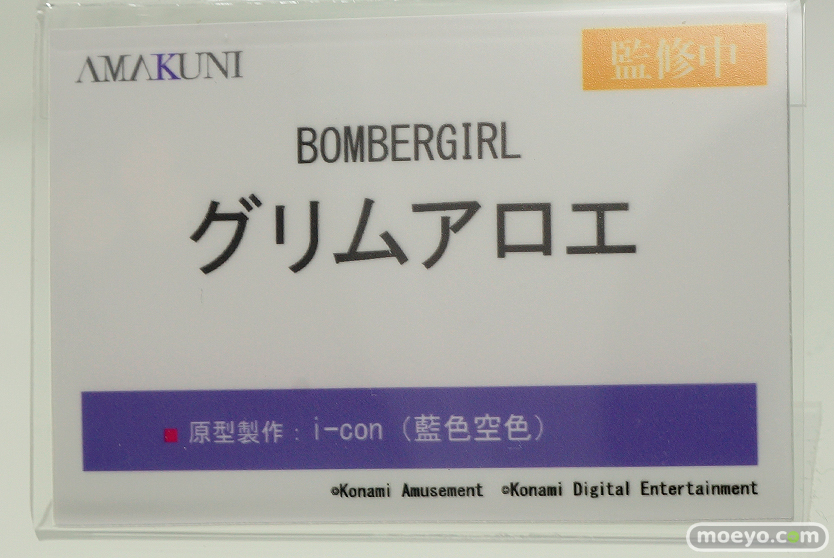 AMAKUNI
監修中
BOMBERGIRL
グリムアロエ
■ 原型製作：i-con（藍色空色）
©Konami Amusement ©Konami Digital Entertainment
moeyo.com